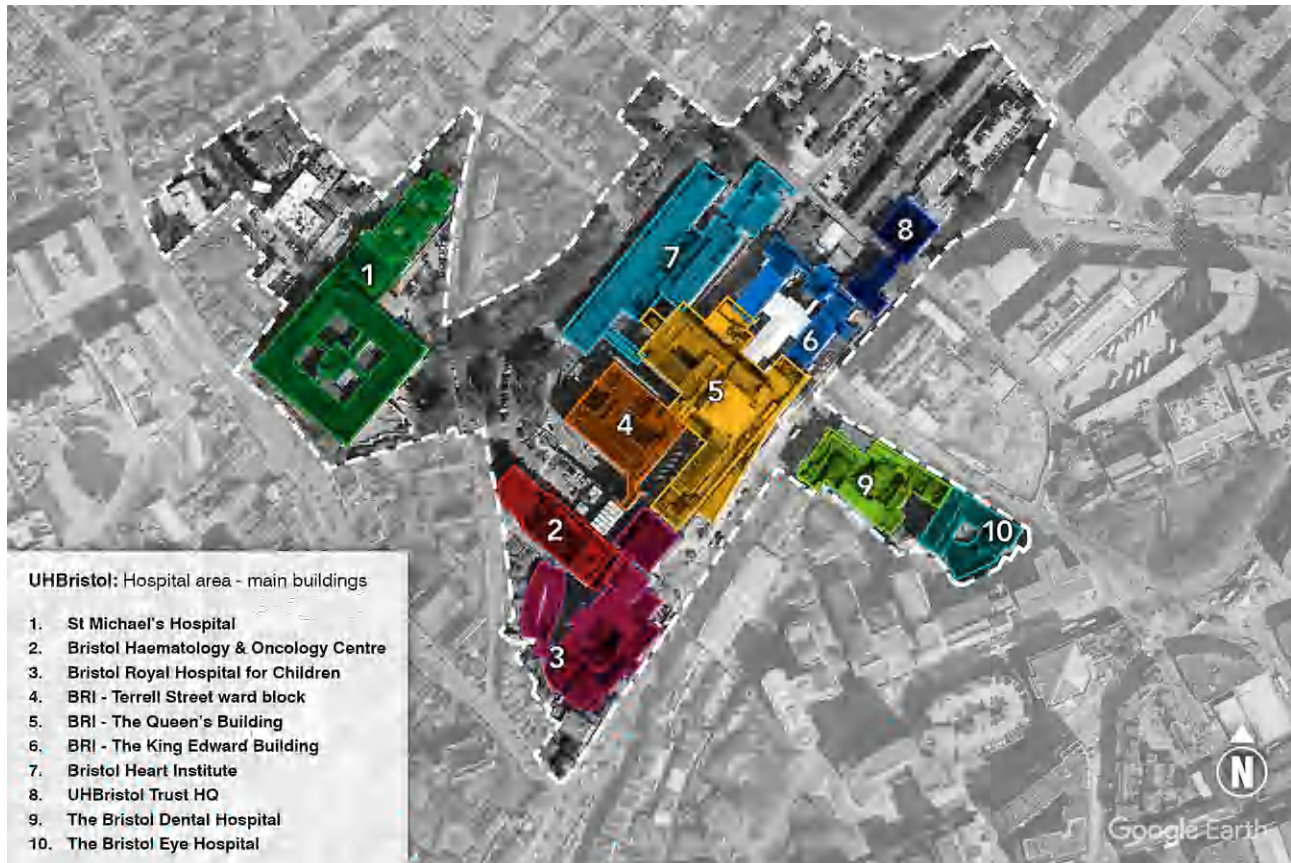 1
7
8
6
5
4
9
10
2
3
UHBristol: Hospital area - main buildings
1. St Michael's Hospital
2. Bristol Haematology & Oncology Centre
3. Bristol Royal Hospital for Children
4. BRI - Terrell Street ward block
5. BRI - The Queen's Building
6. BRI - The King Edward Building
7. Bristol Heart Institute
8. UHBristol Trust HQ
9. The Bristol Dental Hospital
10. The Bristol Eye Hospital
N
Google Earth